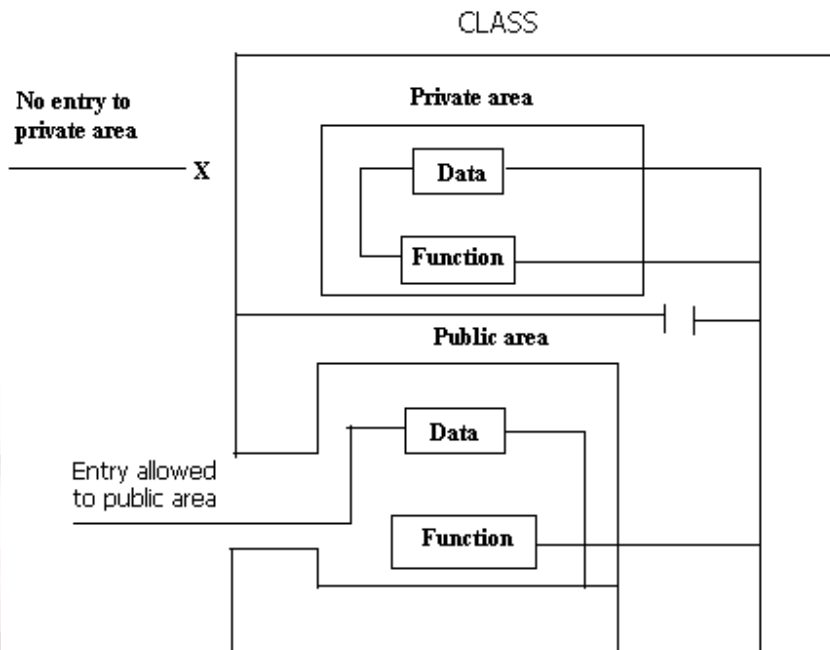 CLASS
No entry to
private area
X
Private area
Data
Function
Public area
Data
Entry allowed
to public area
Function